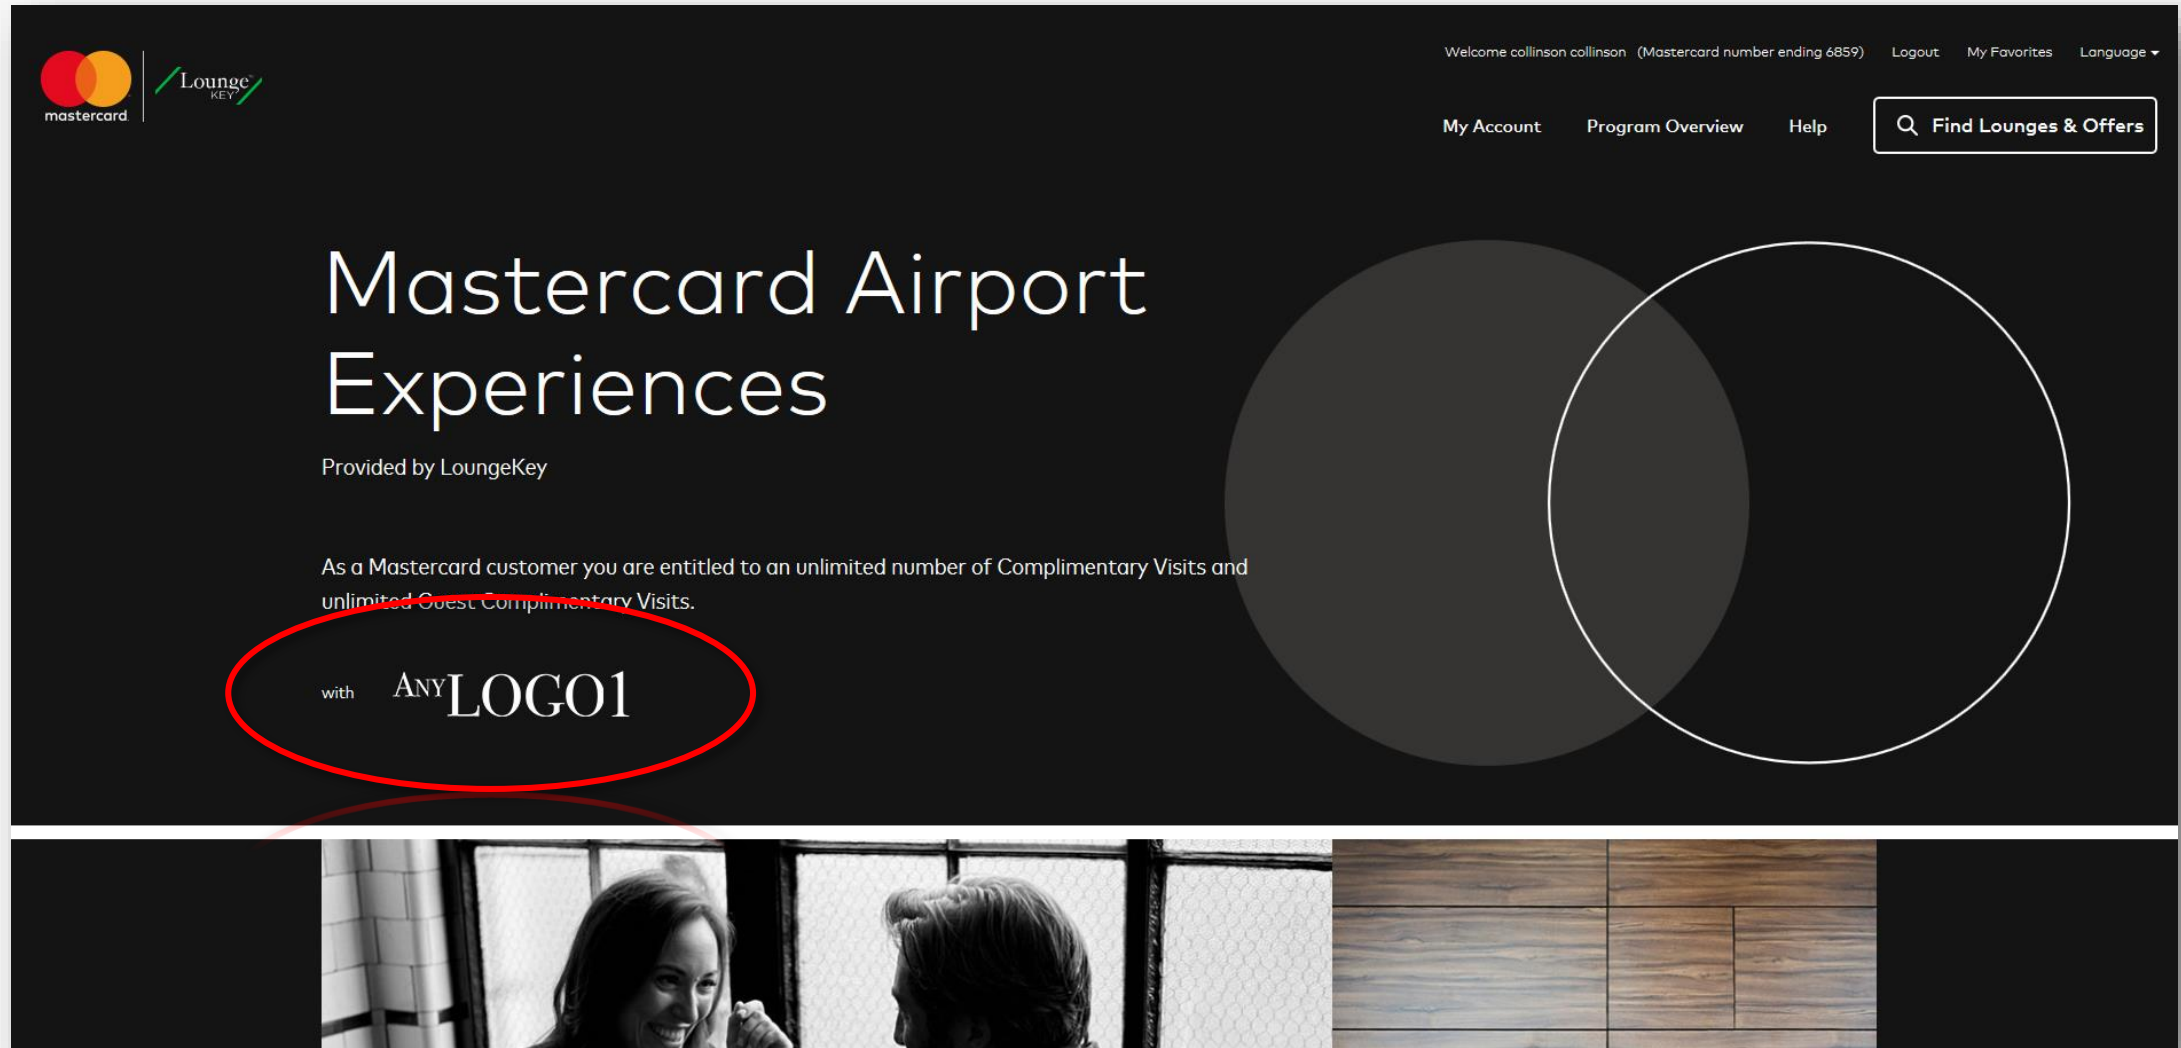 mastercard.
Lounge
KEY
Welcome collinson collinson (Mastercard number ending 6859) Logout My Favorites Language
My Account Program Overview Help Find Lounges & Offers
Mastercard Airport
Experiences
Provided by LoungeKey
As a Mastercard customer you are entitled to an unlimited number of Complimentary Visits and
unlimited Guest Complimentary Visits.
with ANY LOGO1